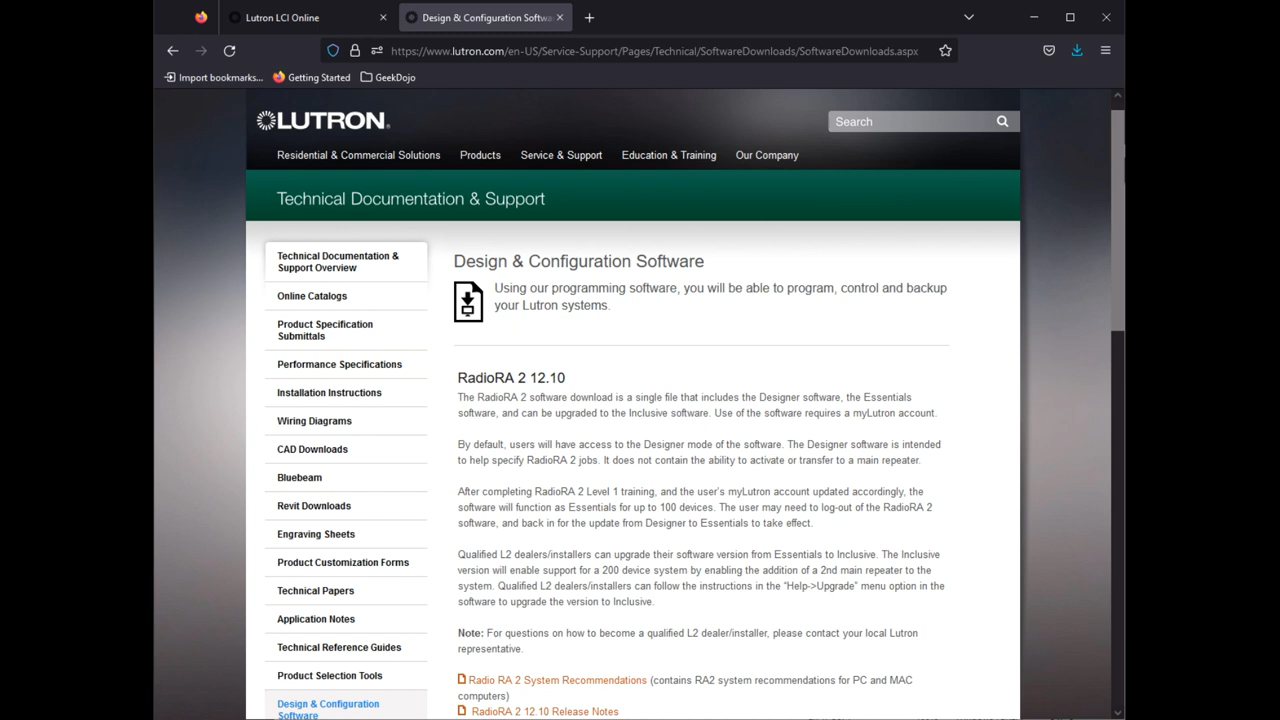 Lutron LCI Online
Design & Configuration Softwa
https://www.lutron.com/en-US/Service-Support/Pages/Technical/SoftwareDownloads/SoftwareDownloads.aspx
Import bookmarks...
Getting Started
GeekDojo
LUTRON
Search
Residential & Commercial Solutions
Products
Service & Support
Education & Training
Our Company
Technical Documentation & Support
Technical Documentation &
Support Overview
Online Catalogs
Product Specification
Submittals
Performance Specifications
Installation Instructions
Wiring Diagrams
CAD Downloads
Bluebeam
Revit Downloads
Engraving Sheets
Product Customization Forms
Technical Papers
Application Notes
Technical Reference Guides
Product Selection Tools
Design & Configuration
Software
Design & Configuration Software
Using our programming software, you will be able to program, control and backup
your Lutron systems.
RadioRA 2 12.10
The RadioRA 2 software download is a single file that includes the Designer software, the Essentials
software, and can be upgraded to the Inclusive software. Use of the software requires a myLutron account.
By default, users will have access to the Designer mode of the software. The Designer software is intended
to help specify RadioRA 2 jobs. It does not contain the ability to activate or transfer to a main repeater.
After completing RadioRA 2 Level 1 training, and the user's myLutron account updated accordingly, the
software will function as Essentials for up to 100 devices. The user may need to log-out of the RadioRA 2
software, and back in for the update from Designer to Essentials to take effect.
Qualified L2 dealers/installers can upgrade their software version from Essentials to Inclusive. The Inclusive
version will enable support for a 200 device system by enabling the addition of a 2nd main repeater to the
system. Qualified L2 dealers/installers can follow the instructions in the “Help->Upgrade” menu option in the
software to upgrade the version to Inclusive.
Note: For questions on how to become a qualified L2 dealer/installer, please contact your local Lutron
representative.
Radio RA 2 System Recommendations (contains RA2 system recommendations for PC and MAC
computers)
RadioRA 2 12.10 Release Notes